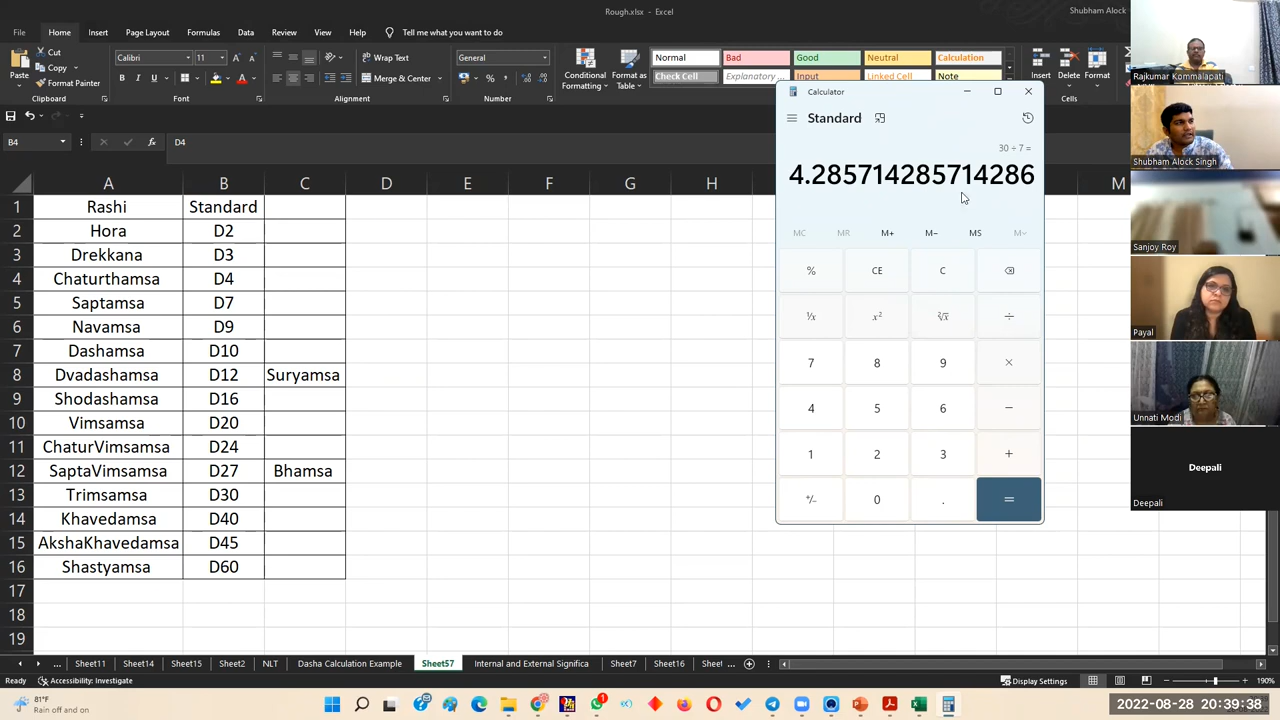 Rough.xlsx - Excel
Shubham Alock
File Home Insert Page Layout Formulas Data Review View Help Tell me what you want to do
Paste
Cut
Copy
Format Painter
Clipboard
Calibri 11
B I U
Font
Merge & Center
Alignment
General
Number
Conditional Formatting
Format as Table
Normal Bad Good Neutral Calculation
Check Cell Explanatory ... Input Linked Cell Note
Insert Delete Format
Cells
B4 fx D4
A B C D E F G H M
1 Rashi Standard
2 Hora D2
3 Drekkana D3
4 Chaturthamsa D4
5 Saptamsa D7
6 Navamsa D9
7 Dashamsa D10
8 Dvadashamsa D12 Suryamsa
9 Shodashamsa D16
10 Vimsamsa D20
11 ChaturVimsamsa D24
12 SaptaVimsamsa D27 Bhamsa
13 Trimsamsa D30
14 Khavedamsa D40
15 AkshaKhavedamsa D45
16 Shastyamsa D60
17
18
19
Calculator
Standard
30 ÷ 7 =
4.285714285714286
MC MR M+ M− MS M˅
% CE C
¹/x x² ²√x ÷
7 8 9 ×
4 5 6 −
1 2 3 +
+/− 0 . =
Rajkumar Kommalapati
Shubham Alock Singh
Sanjoy Roy
Payal
Unnati Modi
Deepali
Deepali
... Sheet11 Sheet14 Sheet15 Sheet2 NLT Dasha Calculation Example Sheet57 Internal and External Significa Sheet7 Sheet16 Sheet ...
Ready Accessibility: Investigate Display Settings 190%
81°F
Rain off and on
1
2022-08-28 20:39:38